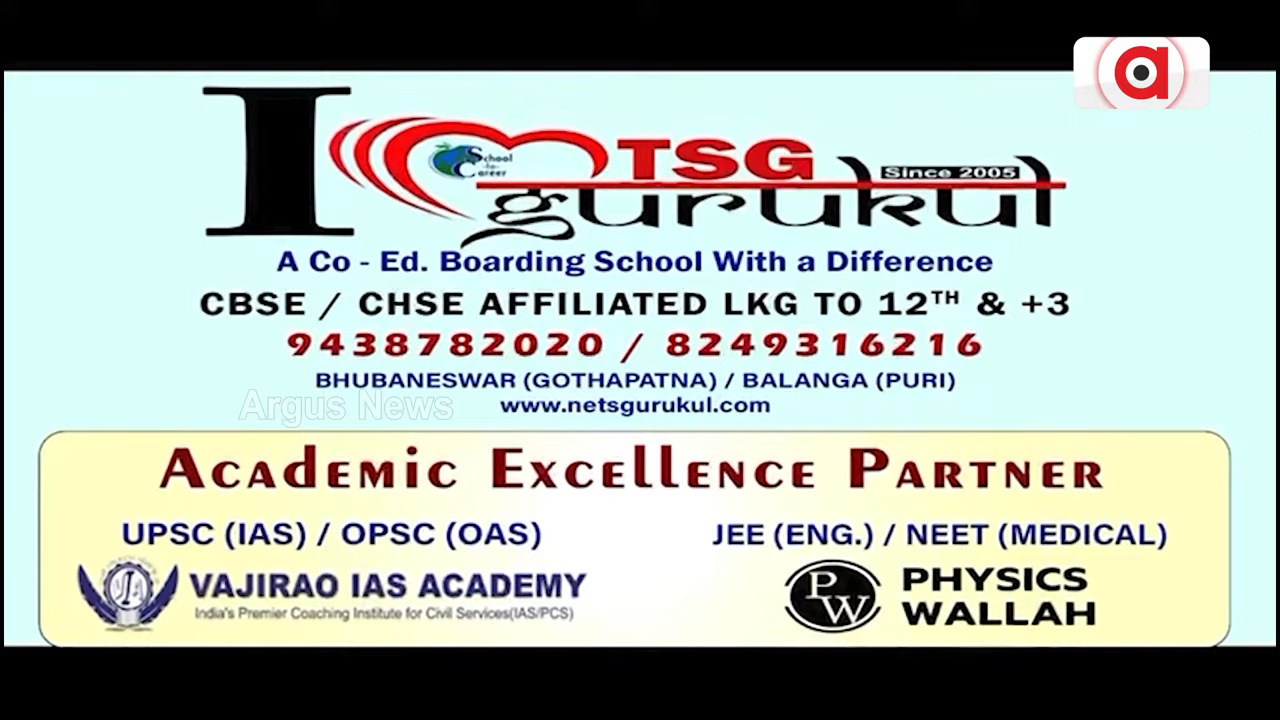 a
I TSG
School
-to-
Career
Since 2005
gurukul
A Co - Ed. Boarding School With a Difference
CBSE / CHSE AFFILIATED LKG TO 12TH & +3
9438782020 / 8249316216
BHUBANESWAR (GOTHAPATNA) / BALANGA (PURI)
Argus News
www.netsgurukul.com
Academic Excellence Partner
UPSC (IAS) / OPSC (OAS)
JEE (ENG.) / NEET (MEDICAL)
VAJIRAO IAS ACADEMY
India's Premier Coaching Institute for Civil Services(IAS/PCS)
PW
PHYSICS
WALLAH